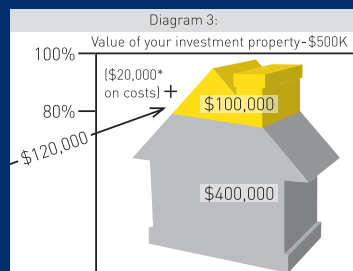 Diagram 3:
Value of your investment property-$500K
100%
($20,000*
on costs) +
$100,000
80%
$120,000
$400,000